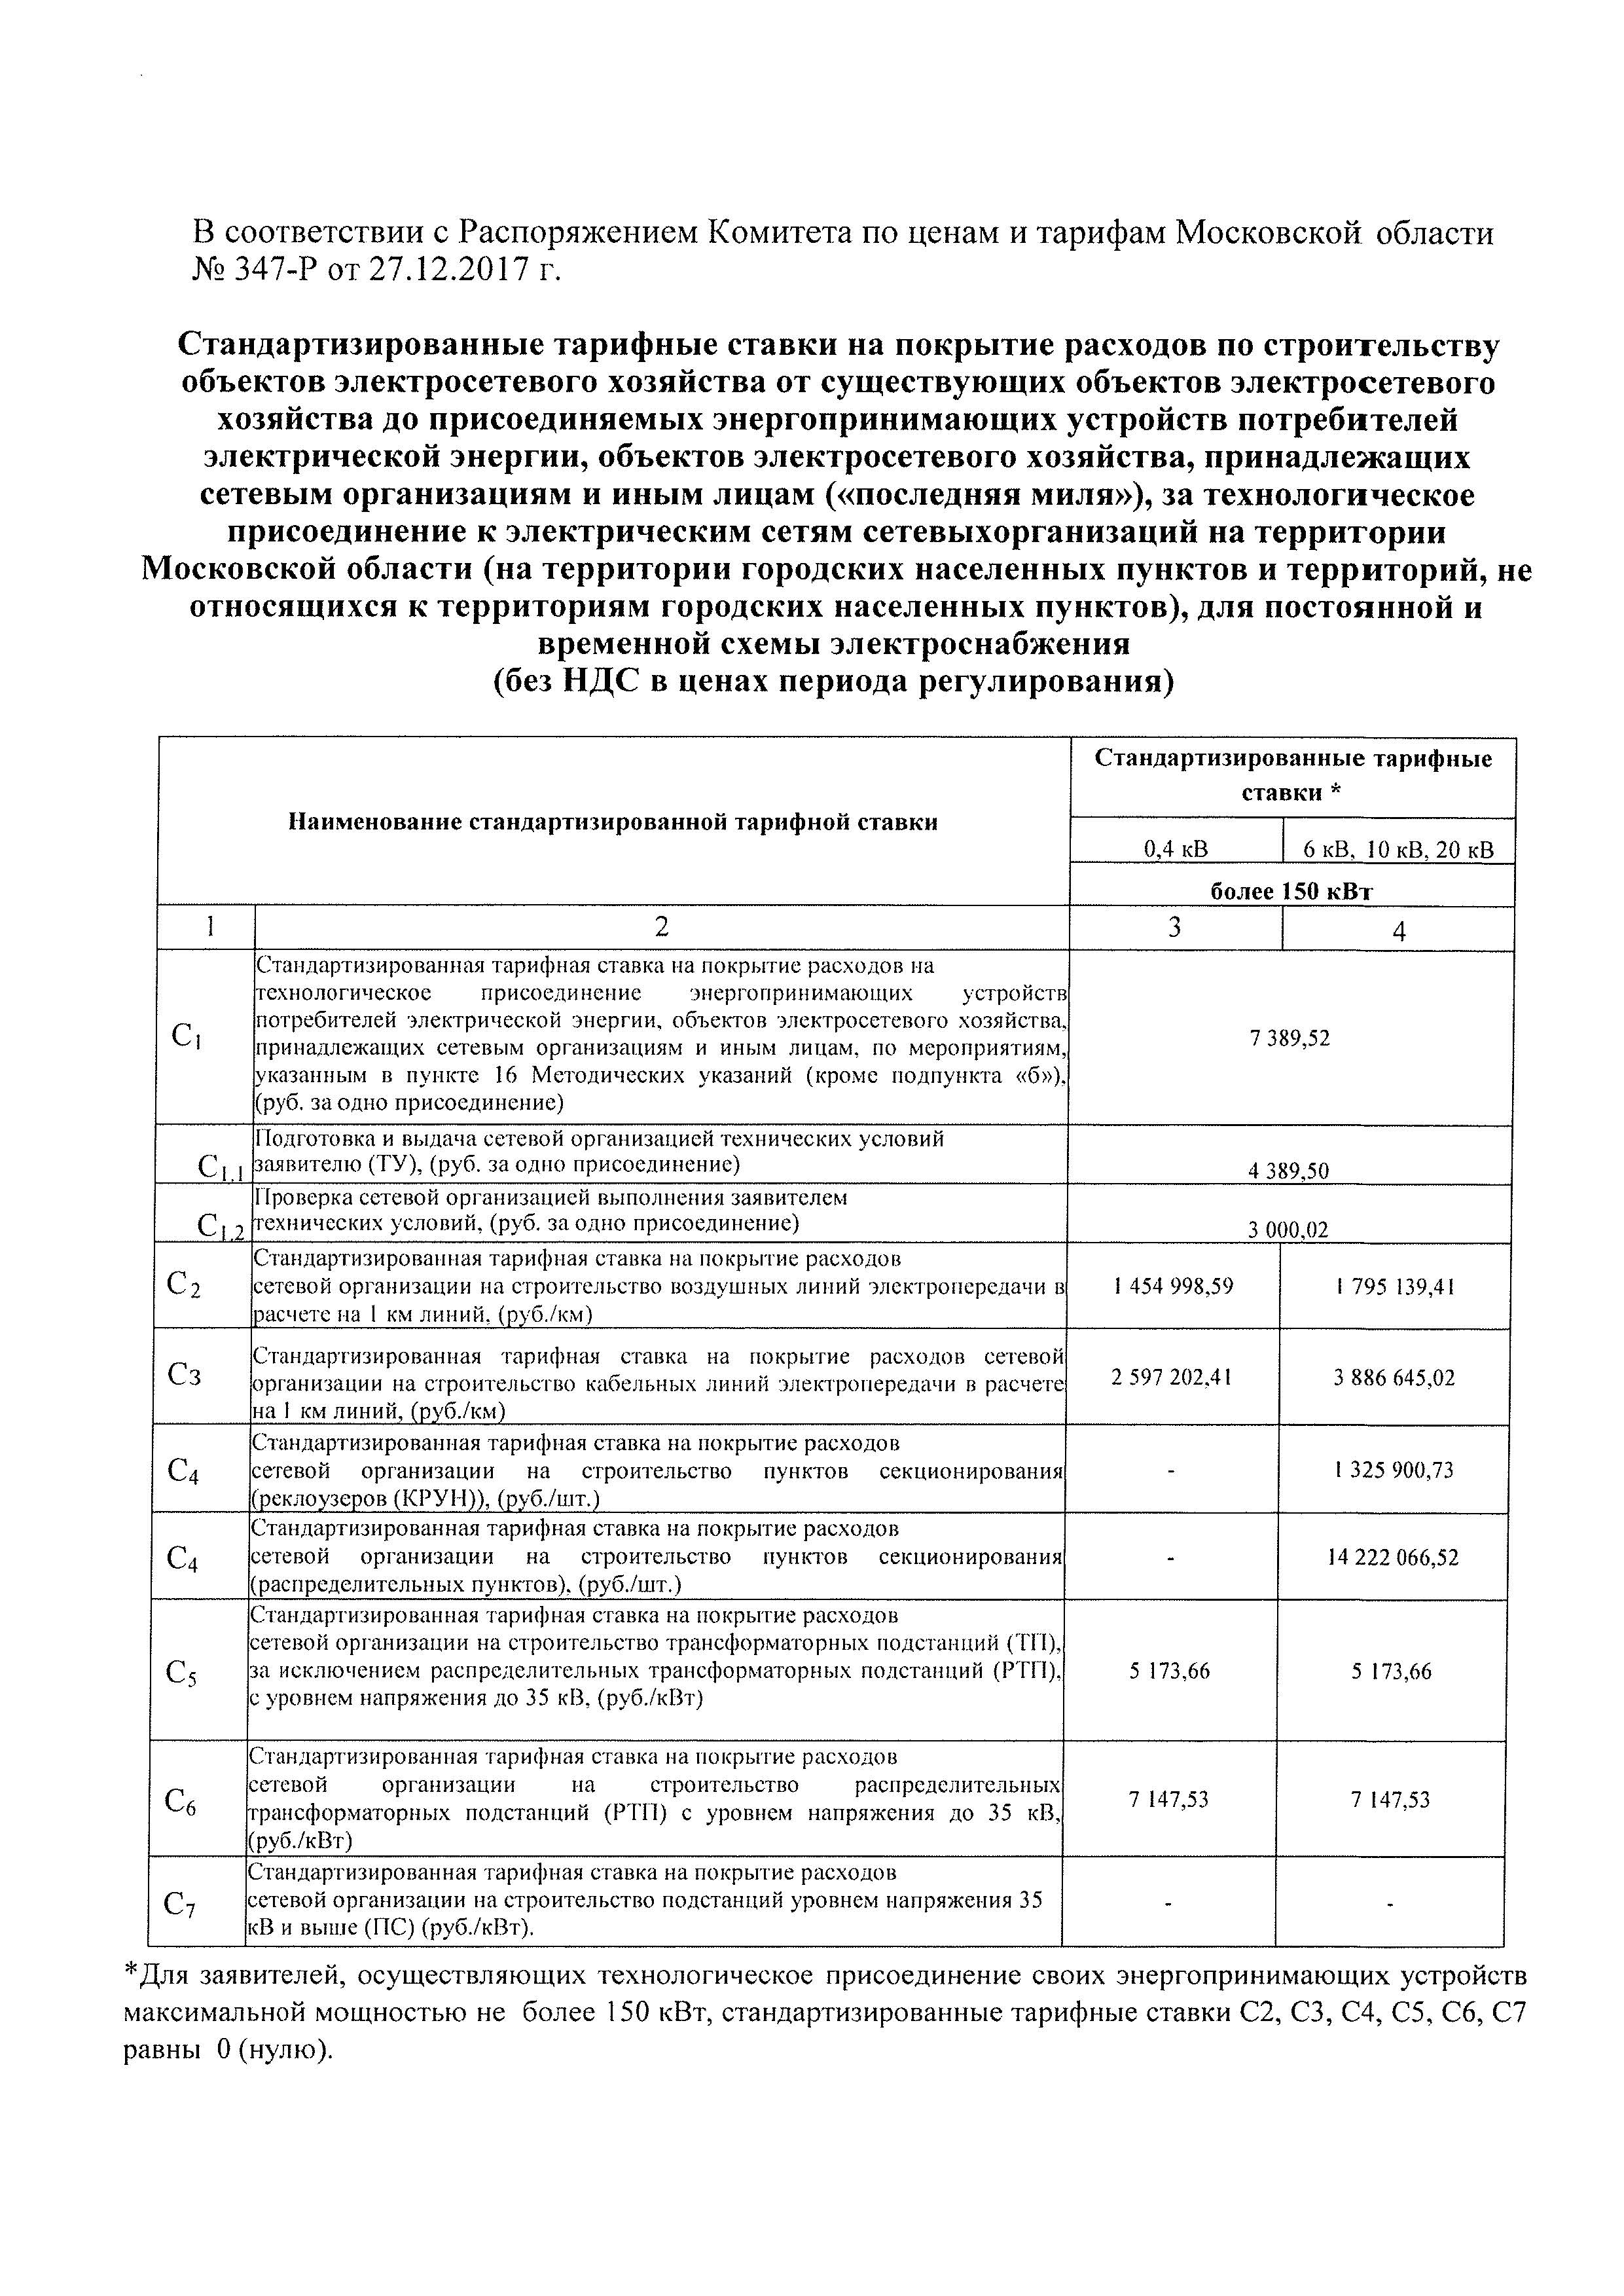 В соответствии с Распоряжением Комитета по ценам и тарифам Московской области
№ 347-Р от 27.12.2017 г.
Стандартизированные тарифные ставки на покрытие расходов по строительству
объектов электросетевого хозяйства от существующих объектов электросетевого
хозяйства до присоединяемых энергопринимающих устройств потребителей
электрической энергии, объектов электросетевого хозяйства, принадлежащих
сетевым организациям и иным лицам («последняя миля»), за технологическое
присоединение к электрическим сетям сетевыхорганизаций на территории
Московской области (на территории городских населенных пунктов и территорий, не
относящихся к территориям городских населенных пунктов), для постоянной и
временной схемы электроснабжения
(без НДС в ценах периода регулирования)
Наименование стандартизированной тарифной ставки
Стандартизированные тарифные
ставки *
0,4 кВ
6 кВ, 10 кВ, 20 кВ
более 150 кВт
1
2
3
4
С1
Стандартизированная тарифная ставка на покрытие расходов на
технологическое присоединение энергопринимающих устройств
потребителей электрической энергии, объектов электросетевого хозяйства,
принадлежащих сетевым организациям и иным лицам, по мероприятиям,
указанным в пункте 16 Методических указаний (кроме подпункта «б»),
(руб. за одно присоединение)
7 389,52
С1.1
Подготовка и выдача сетевой организацией технических условий
заявителю (ТУ), (руб. за одно присоединение)
4 389,50
С1.2
Проверка сетевой организацией выполнения заявителем
технических условий, (руб. за одно присоединение)
3 000,02
С2
Стандартизированная тарифная ставка на покрытие расходов
сетевой организации на строительство воздушных линий электропередачи в
расчете на 1 км линий, (руб./км)
1 454 998,59
1 795 139,41
С3
Стандартизированная тарифная ставка на покрытие расходов сетевой
организации на строительство кабельных линий электропередачи в расчете
на 1 км линий, (руб./км)
2 597 202,41
3 886 645,02
С4
Стандартизированная тарифная ставка на покрытие расходов
сетевой организации на строительство пунктов секционирования
(реклоузеров (КРУН)), (руб./шт.)
-
1 325 900,73
С4
Стандартизированная тарифная ставка на покрытие расходов
сетевой организации на строительство пунктов секционирования
(распределительных пунктов), (руб./шт.)
-
14 222 066,52
С5
Стандартизированная тарифная ставка на покрытие расходов
сетевой организации на строительство трансформаторных подстанций (ТП),
за исключением распределительных трансформаторных подстанций (РТП),
с уровнем напряжения до 35 кВ, (руб./кВт)
5 173,66
5 173,66
С6
Стандартизированная тарифная ставка на покрытие расходов
сетевой организации на строительство распределительных
трансформаторных подстанций (РТП) с уровнем напряжения до 35 кВ,
(руб./кВт)
7 147,53
7 147,53
С7
Стандартизированная тарифная ставка на покрытие расходов
сетевой организации на строительство подстанций уровнем напряжения 35
кВ и выше (ПС) (руб./кВт).
-
-
*Для заявителей, осуществляющих технологическое присоединение своих энергопринимающих устройств
максимальной мощностью не более 150 кВт, стандартизированные тарифные ставки С2, С3, С4, С5, С6, С7
равны 0 (нулю).